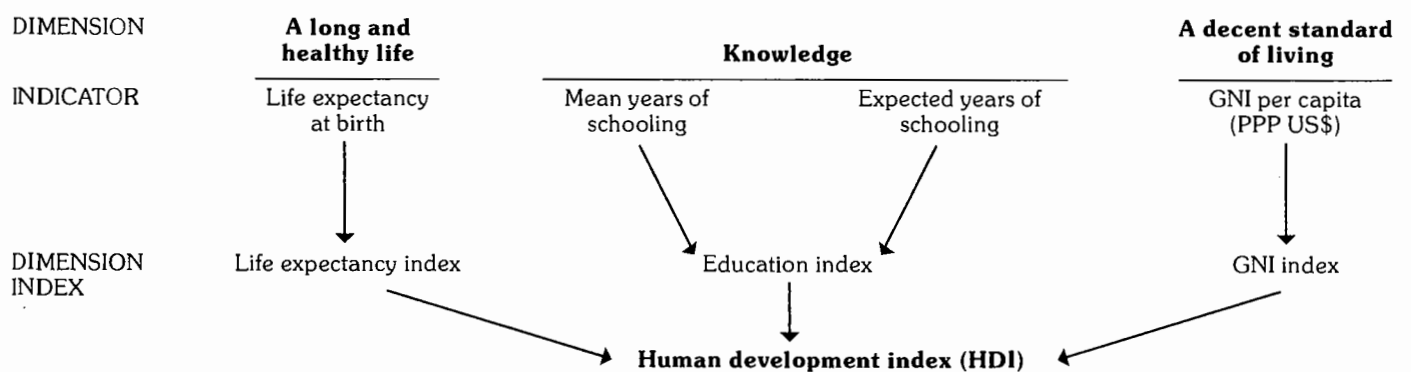 DIMENSION
A long and
healthy life
Knowledge
A decent standard
of living
INDICATOR
Life expectancy
at birth
Mean years of
schooling
Expected years of
schooling
GNI per capita
(PPP US$)
DIMENSION
INDEX
Life expectancy index
Education index
GNI index
Human development index (HDI)